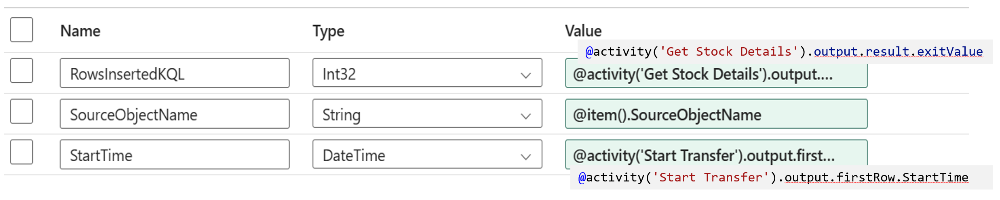 Name Type Value
@activity('Get Stock Details').output.result.exitValue
RowsInsertedKQL Int32 @activity('Get Stock Details').output....
SourceObjectName String @item().SourceObjectName
StartTime DateTime @activity('Start Transfer').output.first...
@activity('Start Transfer').output.firstRow.StartTime